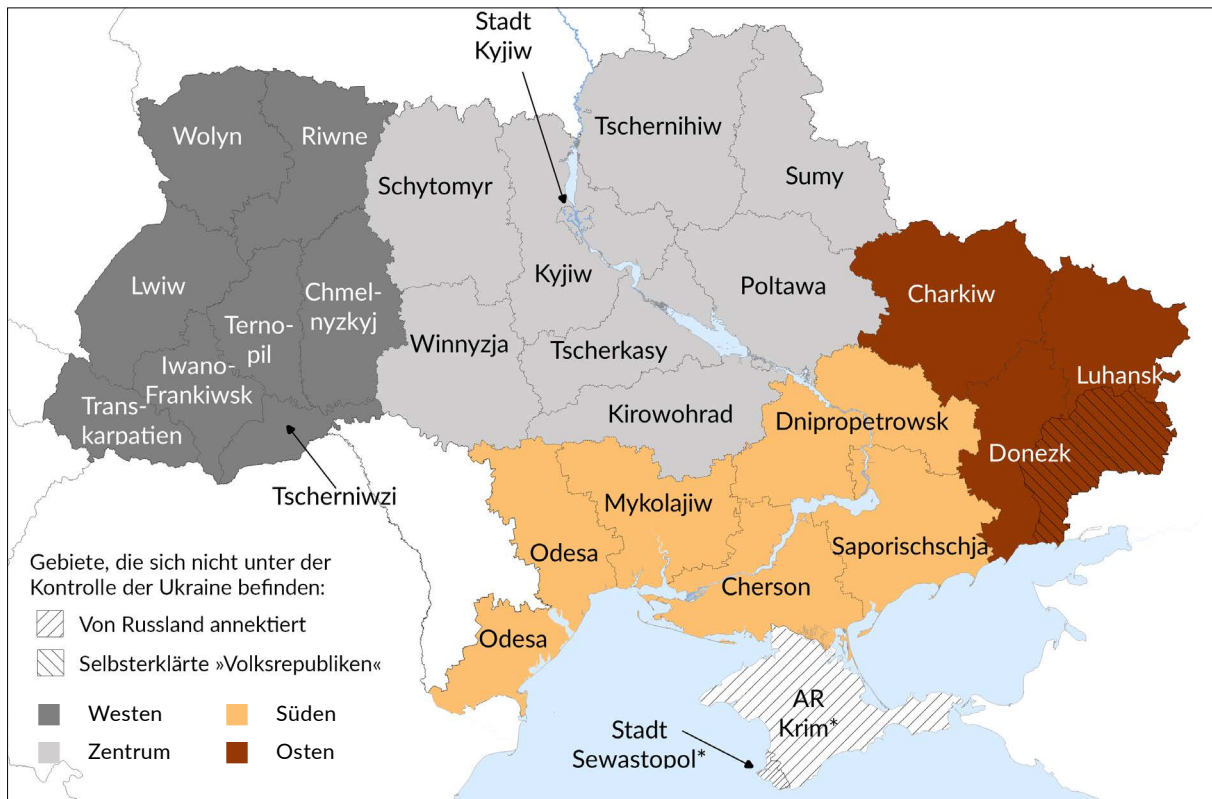 Stadt
Kyjiw
Wolyn
Riwne
Tschernihiw
Schytomyr
Sumy
Lwiw
Kyjiw
Poltawa
Charkiw
Chmel-
nyzkyj
Terno-
pil
Winnyzja
Tscherkasy
Iwano-
Frankiwsk
Luhansk
Trans-
karpatien
Kirowohrad
Dnipropetrowsk
Donezk
Tscherniwzi
Mykolajiw
Odesa
Saporischschja
Cherson
Odesa
AR
Krim*
Stadt
Sewastopol*
Gebiete, die sich nicht unter der
Kontrolle der Ukraine befinden:
Von Russland annektiert
Selbsterklärte »Volksrepubliken«
Westen
Süden
Zentrum
Osten